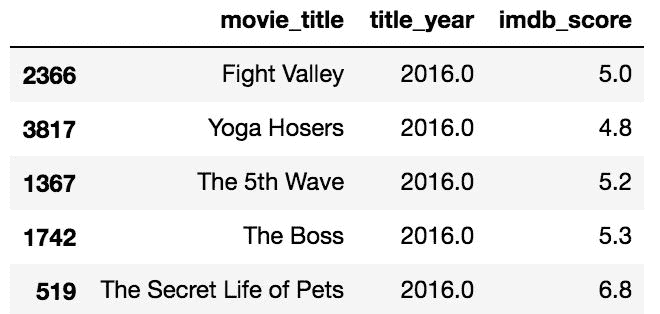 movie_title title_year imdb_score
2366 Fight Valley 2016.0 5.0
3817 Yoga Hosers 2016.0 4.8
1367 The 5th Wave 2016.0 5.2
1742 The Boss 2016.0 5.3
519 The Secret Life of Pets 2016.0 6.8